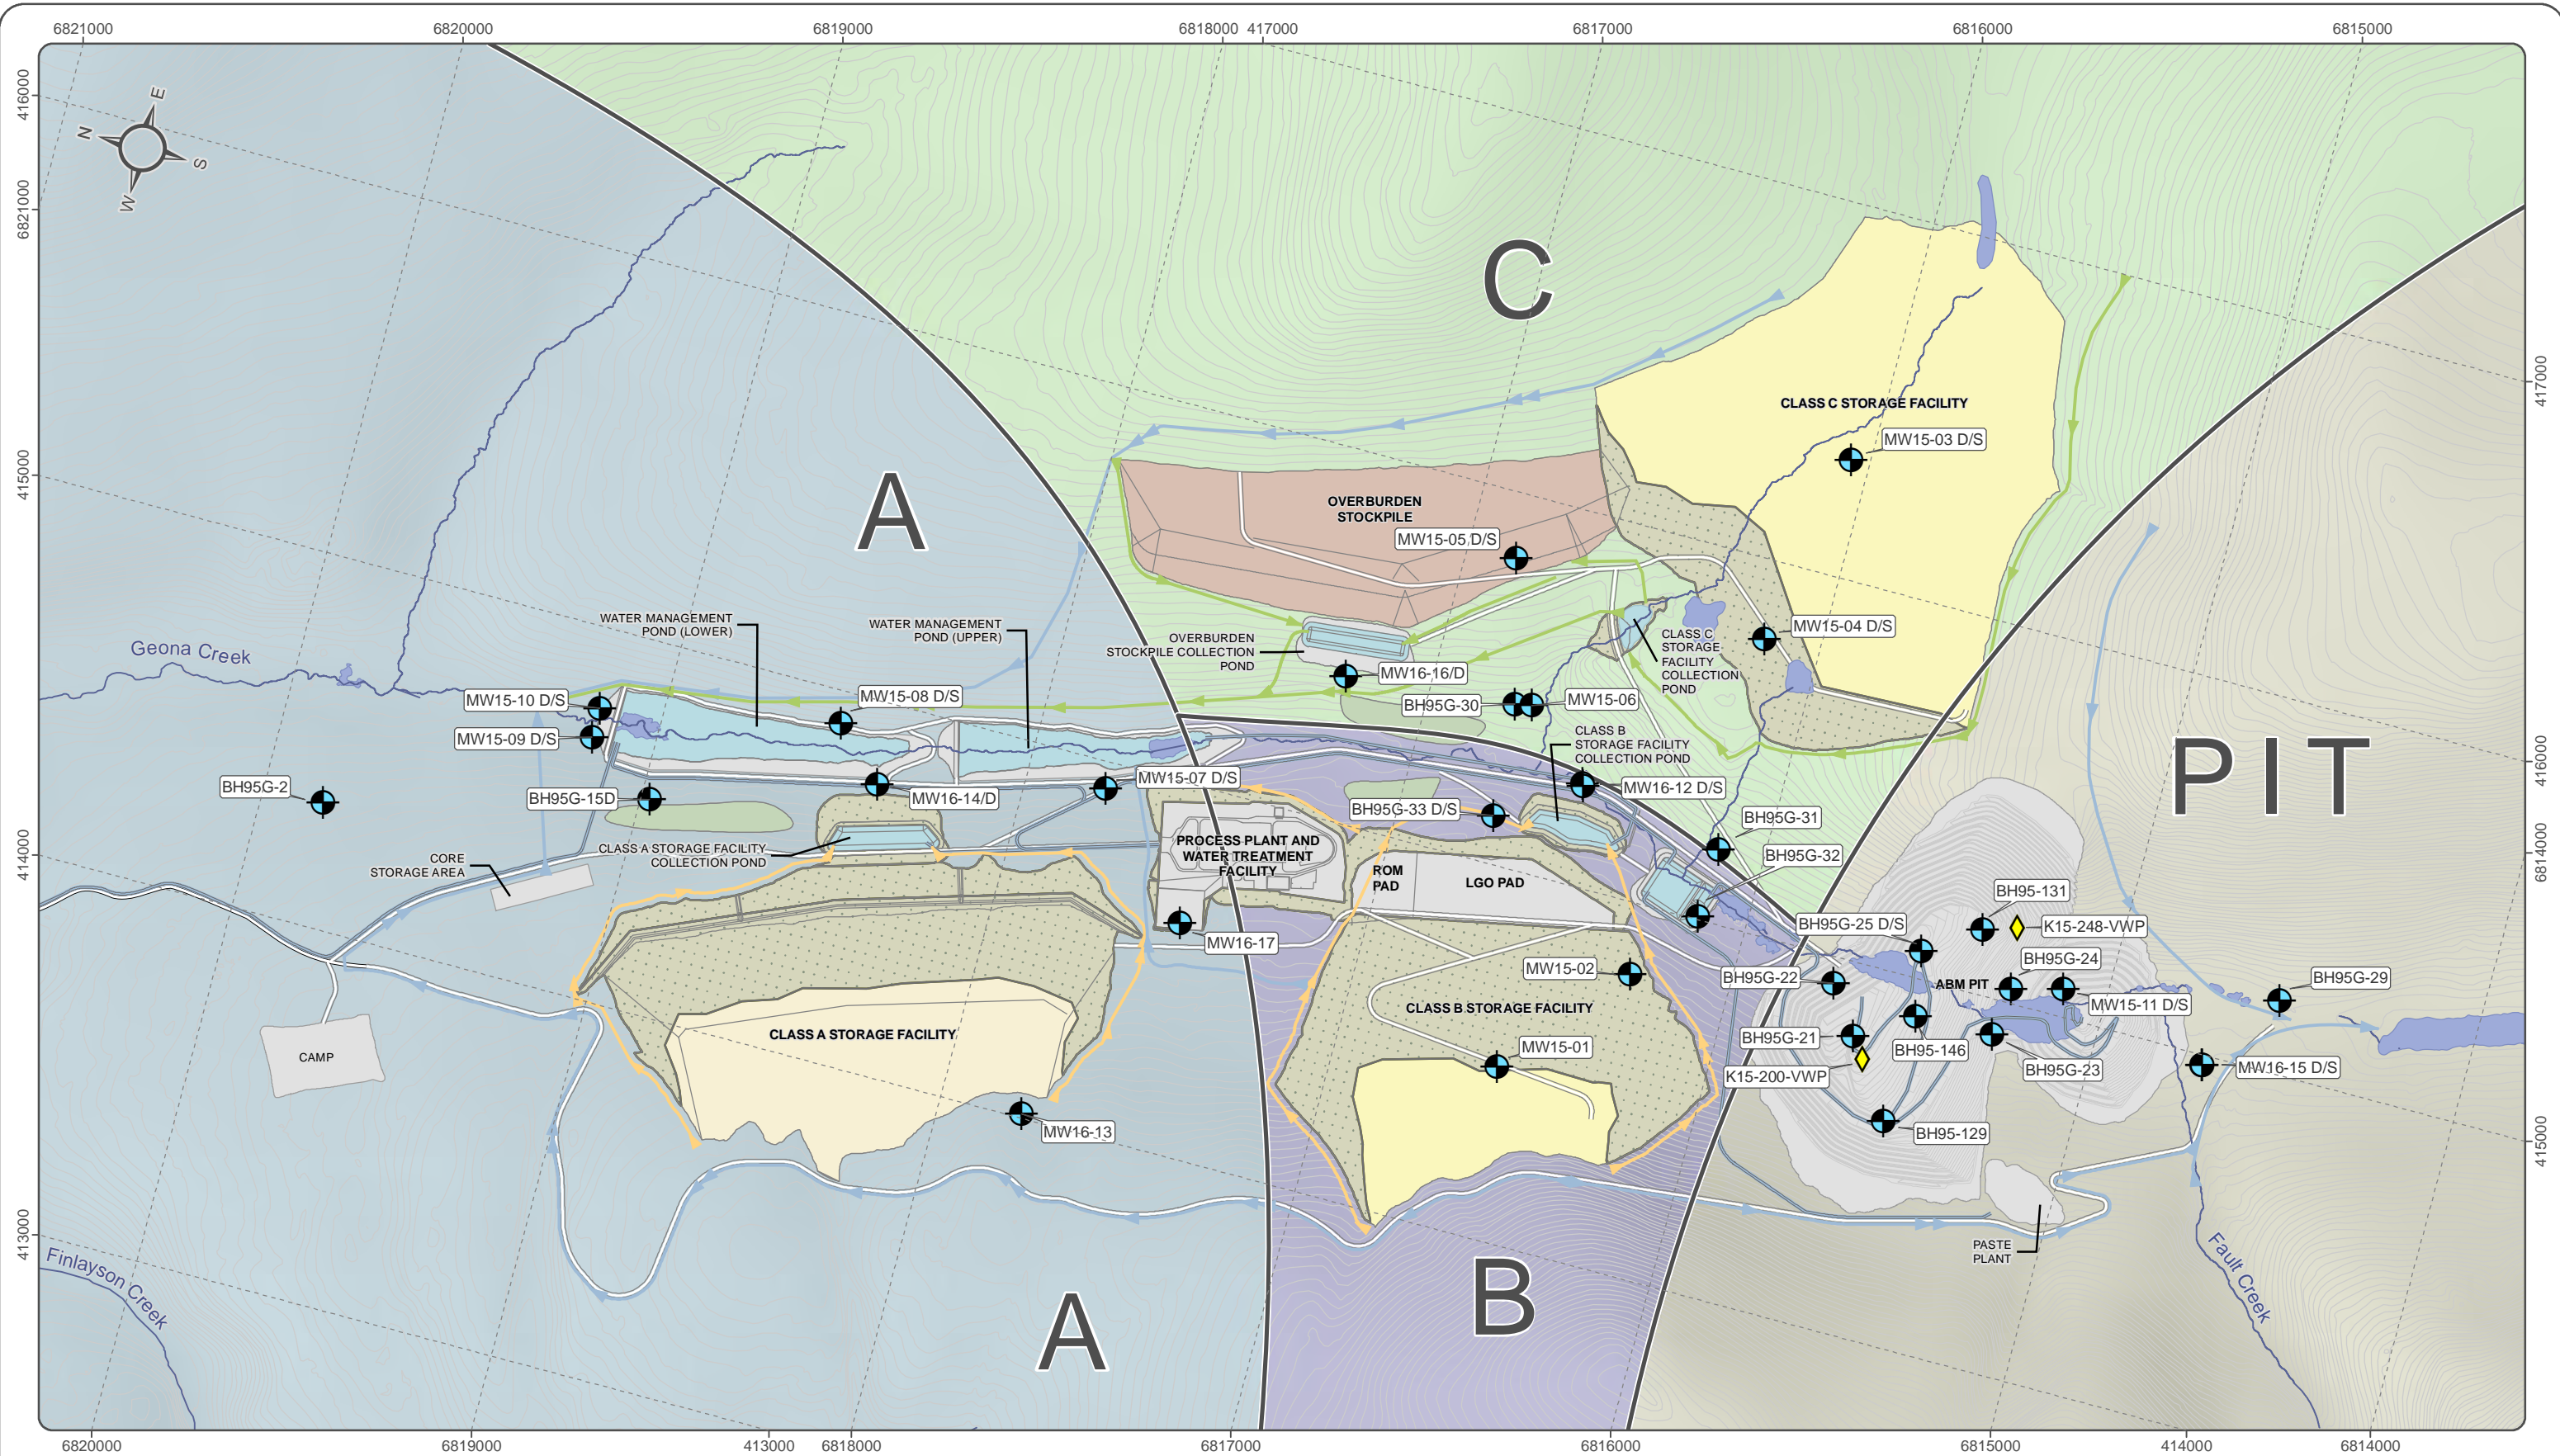 6821000
6820000
6819000
6818000
417000
6817000
6816000
6815000
416000
6821000
415000
414000
413000
417000
416000
6814000
415000
E
N
S
W
C
A
PIT
A
B
CLASS C STORAGE FACILITY
MW15-03 D/S
OVERBURDEN
STOCKPILE
MW15-05 D/S
MW15-04 D/S
WATER MANAGEMENT
POND (LOWER)
WATER MANAGEMENT
POND (UPPER)
OVERBURDEN
STOCKPILE COLLECTION
POND
CLASS C
STORAGE
FACILITY
COLLECTION
POND
Geona Creek
MW16-16/D
MW15-10 D/S
MW15-08 D/S
BH95G-30
MW15-06
MW15-09 D/S
CLASS B
STORAGE FACILITY
COLLECTION POND
BH95G-2
BH95G-15D
MW16-14/D
MW15-07 D/S
MW16-12 D/S
BH95G-33 D/S
BH95G-31
BH95G-32
CORE
STORAGE AREA
CLASS A STORAGE FACILITY
COLLECTION POND
PROCESS PLANT AND
WATER TREATMENT
FACILITY
ROM
PAD
LGO PAD
BH95-131
BH95G-25 D/S
K15-248-VWP
MW16-17
MW15-02
BH95G-22
BH95G-24
ABM PIT
BH95G-29
MW15-11 D/S
CLASS B STORAGE FACILITY
CLASS A STORAGE FACILITY
BH95G-21
BH95-146
MW15-01
CAMP
K15-200-VWP
BH95G-23
MW16-15 D/S
MW16-13
BH95-129
PASTE
PLANT
Finlayson Creek
Fault Creek
6820000
6819000
413000
6818000
6817000
6816000
6815000
414000
6814000